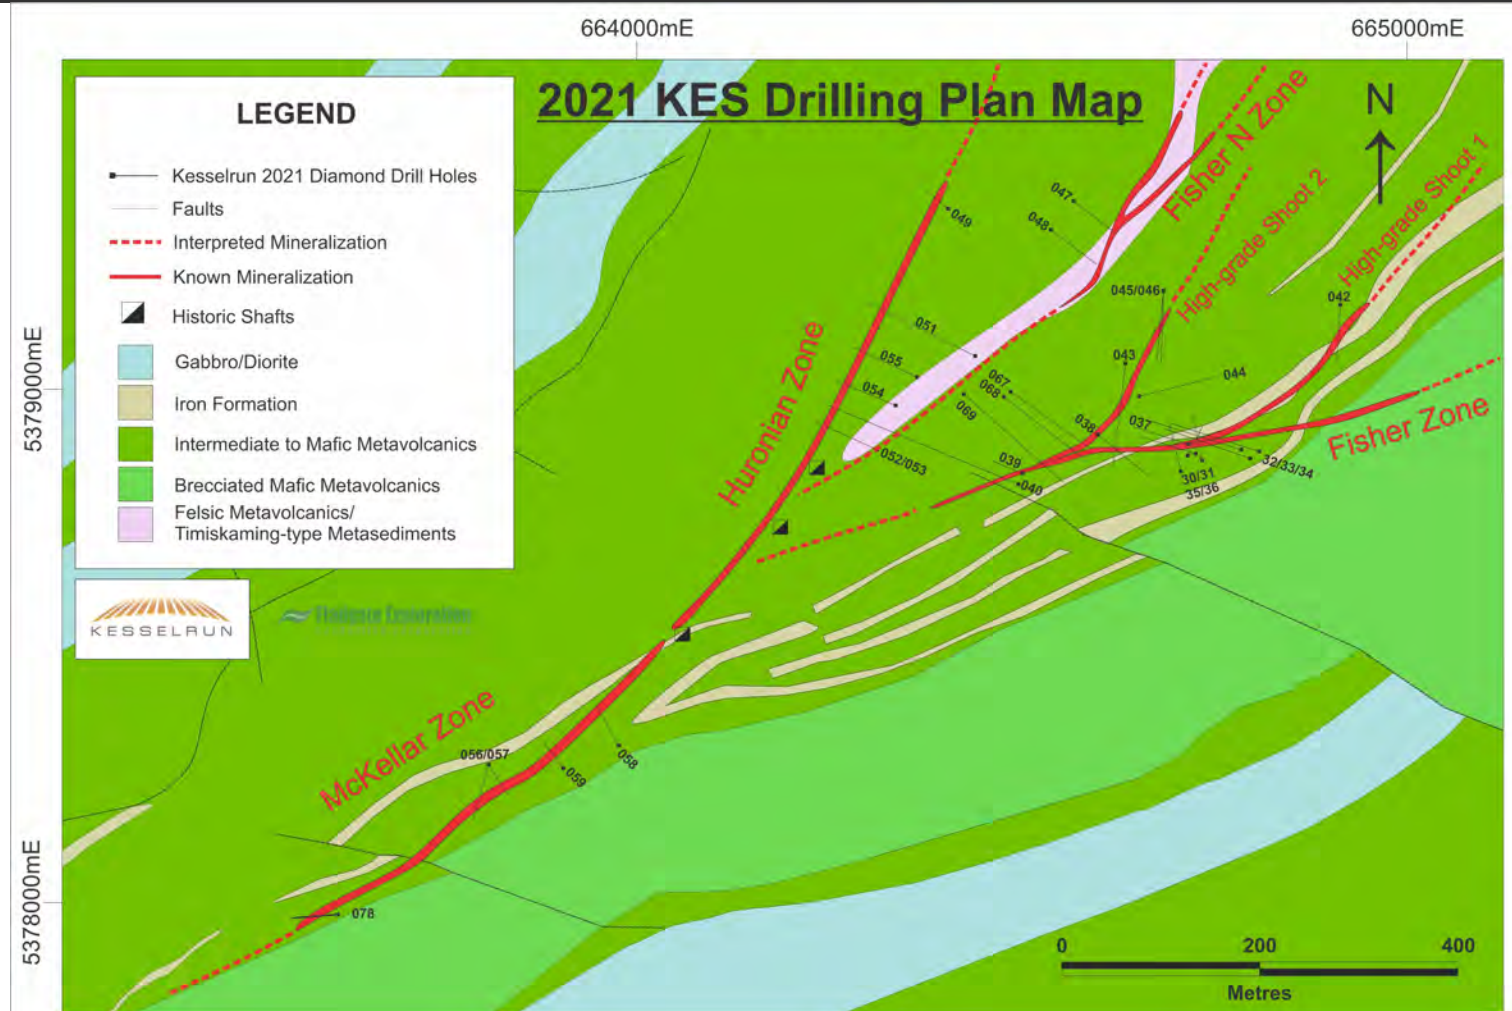 664000mE
665000mE
2021 KES Drilling Plan Map
N
LEGEND
Kesselrun 2021 Diamond Drill Holes
Faults
Interpreted Mineralization
Known Mineralization
Historic Shafts
Gabbro/Diorite
Iron Formation
Intermediate to Mafic Metavolcanics
Brecciated Mafic Metavolcanics
Felsic Metavolcanics/
Timiskaming-type Metasediments
KESSELRUN
5379000mE
5378000mE
Fisher N Zone
High-grade Shoot 2
High-grade Shoot 1
Huronian Zone
Fisher Zone
McKellar Zone
047
048
049
045/046
042
051
055
054
043
044
067
068
069
038
037
039
040
052/053
30/31
35/36
32/33/34
056/057
058
059
078
0
200
400
Metres